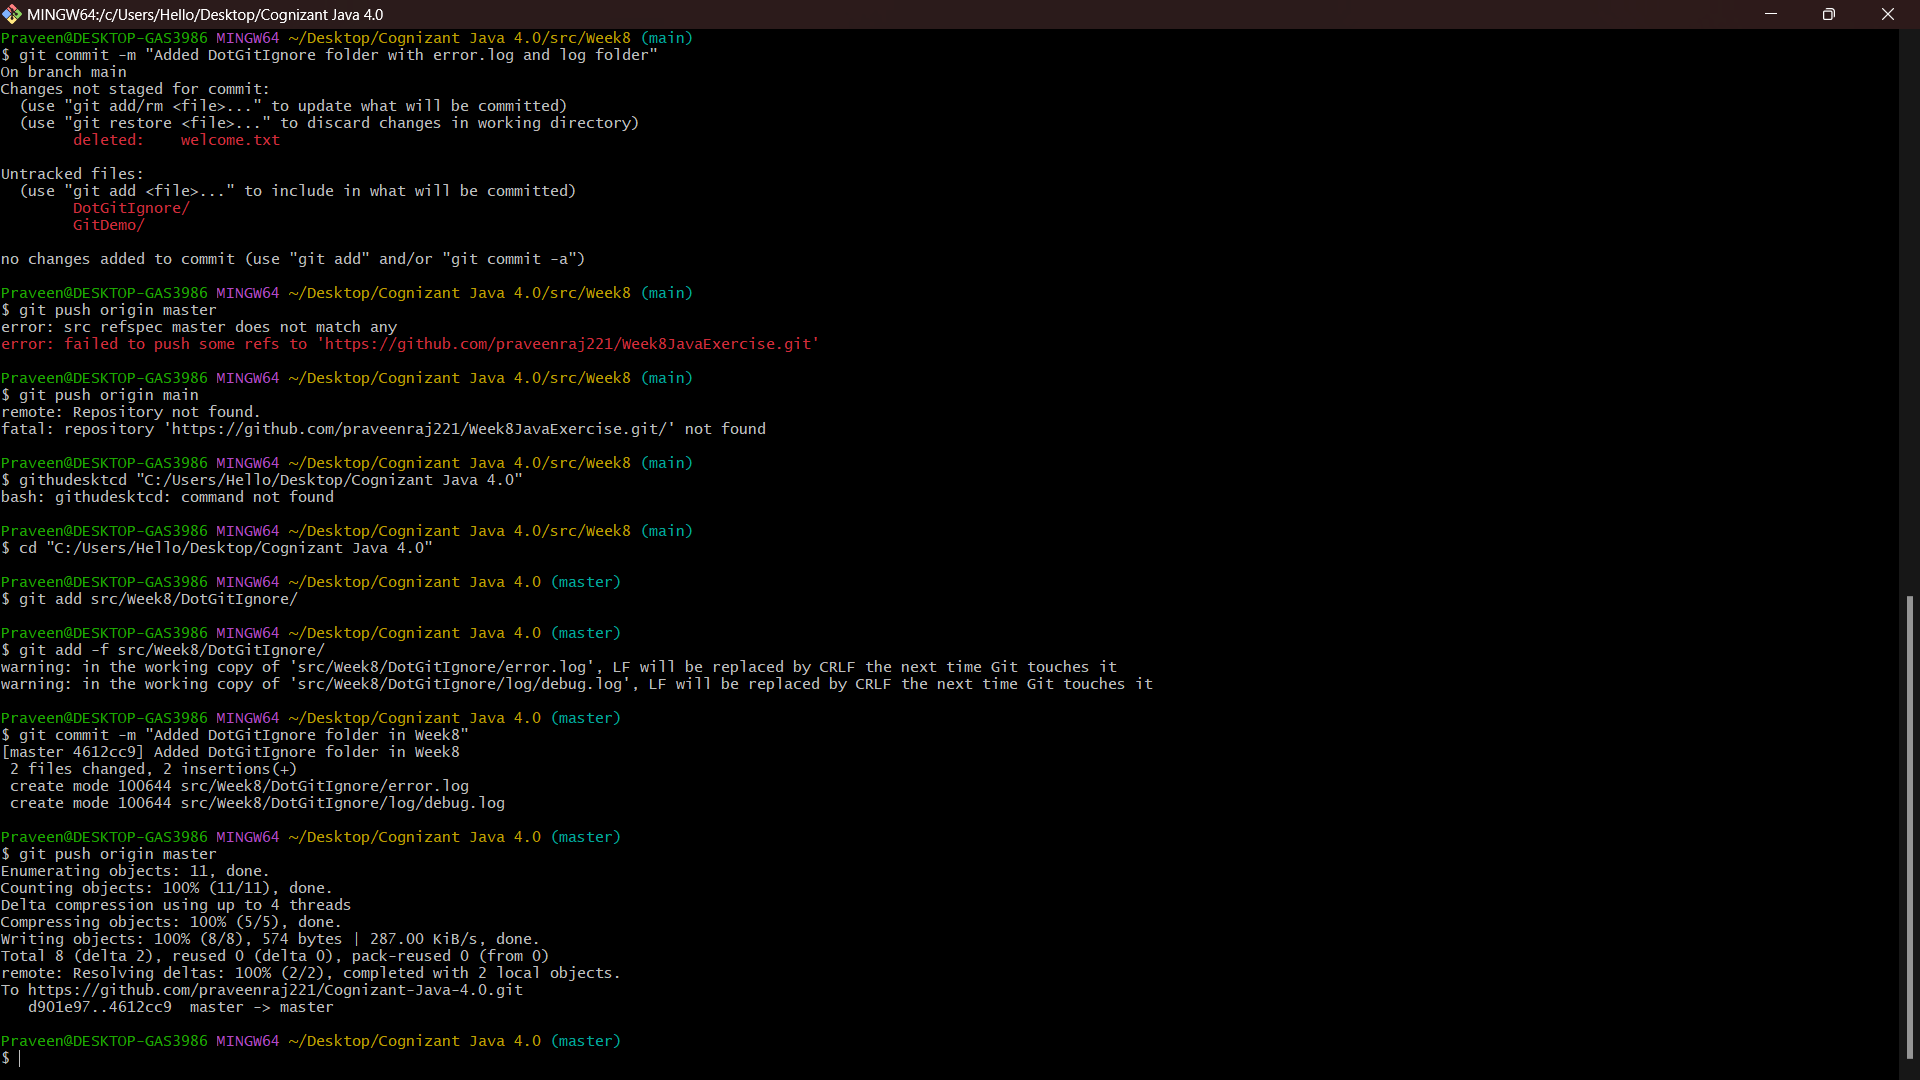 MINGW64:/c/Users/Hello/Desktop/Cognizant Java 4.0
Praveen@DESKTOP-GAS3986 MINGW64 ~/Desktop/Cognizant Java 4.0/src/Week8 (main)
$ git commit -m "Added DotGitIgnore folder with error.log and log folder"
On branch main
Changes not staged for commit:
  (use "git add/rm <file>..." to update what will be committed)
  (use "git restore <file>..." to discard changes in working directory)
        deleted:    welcome.txt

Untracked files:
  (use "git add <file>..." to include in what will be committed)
        DotGitIgnore/
        GitDemo/

no changes added to commit (use "git add" and/or "git commit -a")

Praveen@DESKTOP-GAS3986 MINGW64 ~/Desktop/Cognizant Java 4.0/src/Week8 (main)
$ git push origin master
error: src refspec master does not match any
error: failed to push some refs to 'https://github.com/praveenraj221/Week8JavaExercise.git'

Praveen@DESKTOP-GAS3986 MINGW64 ~/Desktop/Cognizant Java 4.0/src/Week8 (main)
$ git push origin main
remote: Repository not found.
fatal: repository 'https://github.com/praveenraj221/Week8JavaExercise.git/' not found

Praveen@DESKTOP-GAS3986 MINGW64 ~/Desktop/Cognizant Java 4.0/src/Week8 (main)
$ githudesktcd "C:/Users/Hello/Desktop/Cognizant Java 4.0"
bash: githudesktcd: command not found

Praveen@DESKTOP-GAS3986 MINGW64 ~/Desktop/Cognizant Java 4.0/src/Week8 (main)
$ cd "C:/Users/Hello/Desktop/Cognizant Java 4.0"

Praveen@DESKTOP-GAS3986 MINGW64 ~/Desktop/Cognizant Java 4.0 (master)
$ git add src/Week8/DotGitIgnore/

Praveen@DESKTOP-GAS3986 MINGW64 ~/Desktop/Cognizant Java 4.0 (master)
$ git add -f src/Week8/DotGitIgnore/
warning: in the working copy of 'src/Week8/DotGitIgnore/error.log', LF will be replaced by CRLF the next time Git touches it
warning: in the working copy of 'src/Week8/DotGitIgnore/log/debug.log', LF will be replaced by CRLF the next time Git touches it

Praveen@DESKTOP-GAS3986 MINGW64 ~/Desktop/Cognizant Java 4.0 (master)
$ git commit -m "Added DotGitIgnore folder in Week8"
[master 4612cc9] Added DotGitIgnore folder in Week8
 2 files changed, 2 insertions(+)
 create mode 100644 src/Week8/DotGitIgnore/error.log
 create mode 100644 src/Week8/DotGitIgnore/log/debug.log

Praveen@DESKTOP-GAS3986 MINGW64 ~/Desktop/Cognizant Java 4.0 (master)
$ git push origin master
Enumerating objects: 11, done.
Counting objects: 100% (11/11), done.
Delta compression using up to 4 threads
Compressing objects: 100% (5/5), done.
Writing objects: 100% (8/8), 574 bytes | 287.00 KiB/s, done.
Total 8 (delta 2), reused 0 (delta 0), pack-reused 0 (from 0)
remote: Resolving deltas: 100% (2/2), completed with 2 local objects.
To https://github.com/praveenraj221/Cognizant-Java-4.0.git
   d901e97..4612cc9  master -> master

Praveen@DESKTOP-GAS3986 MINGW64 ~/Desktop/Cognizant Java 4.0 (master)
$